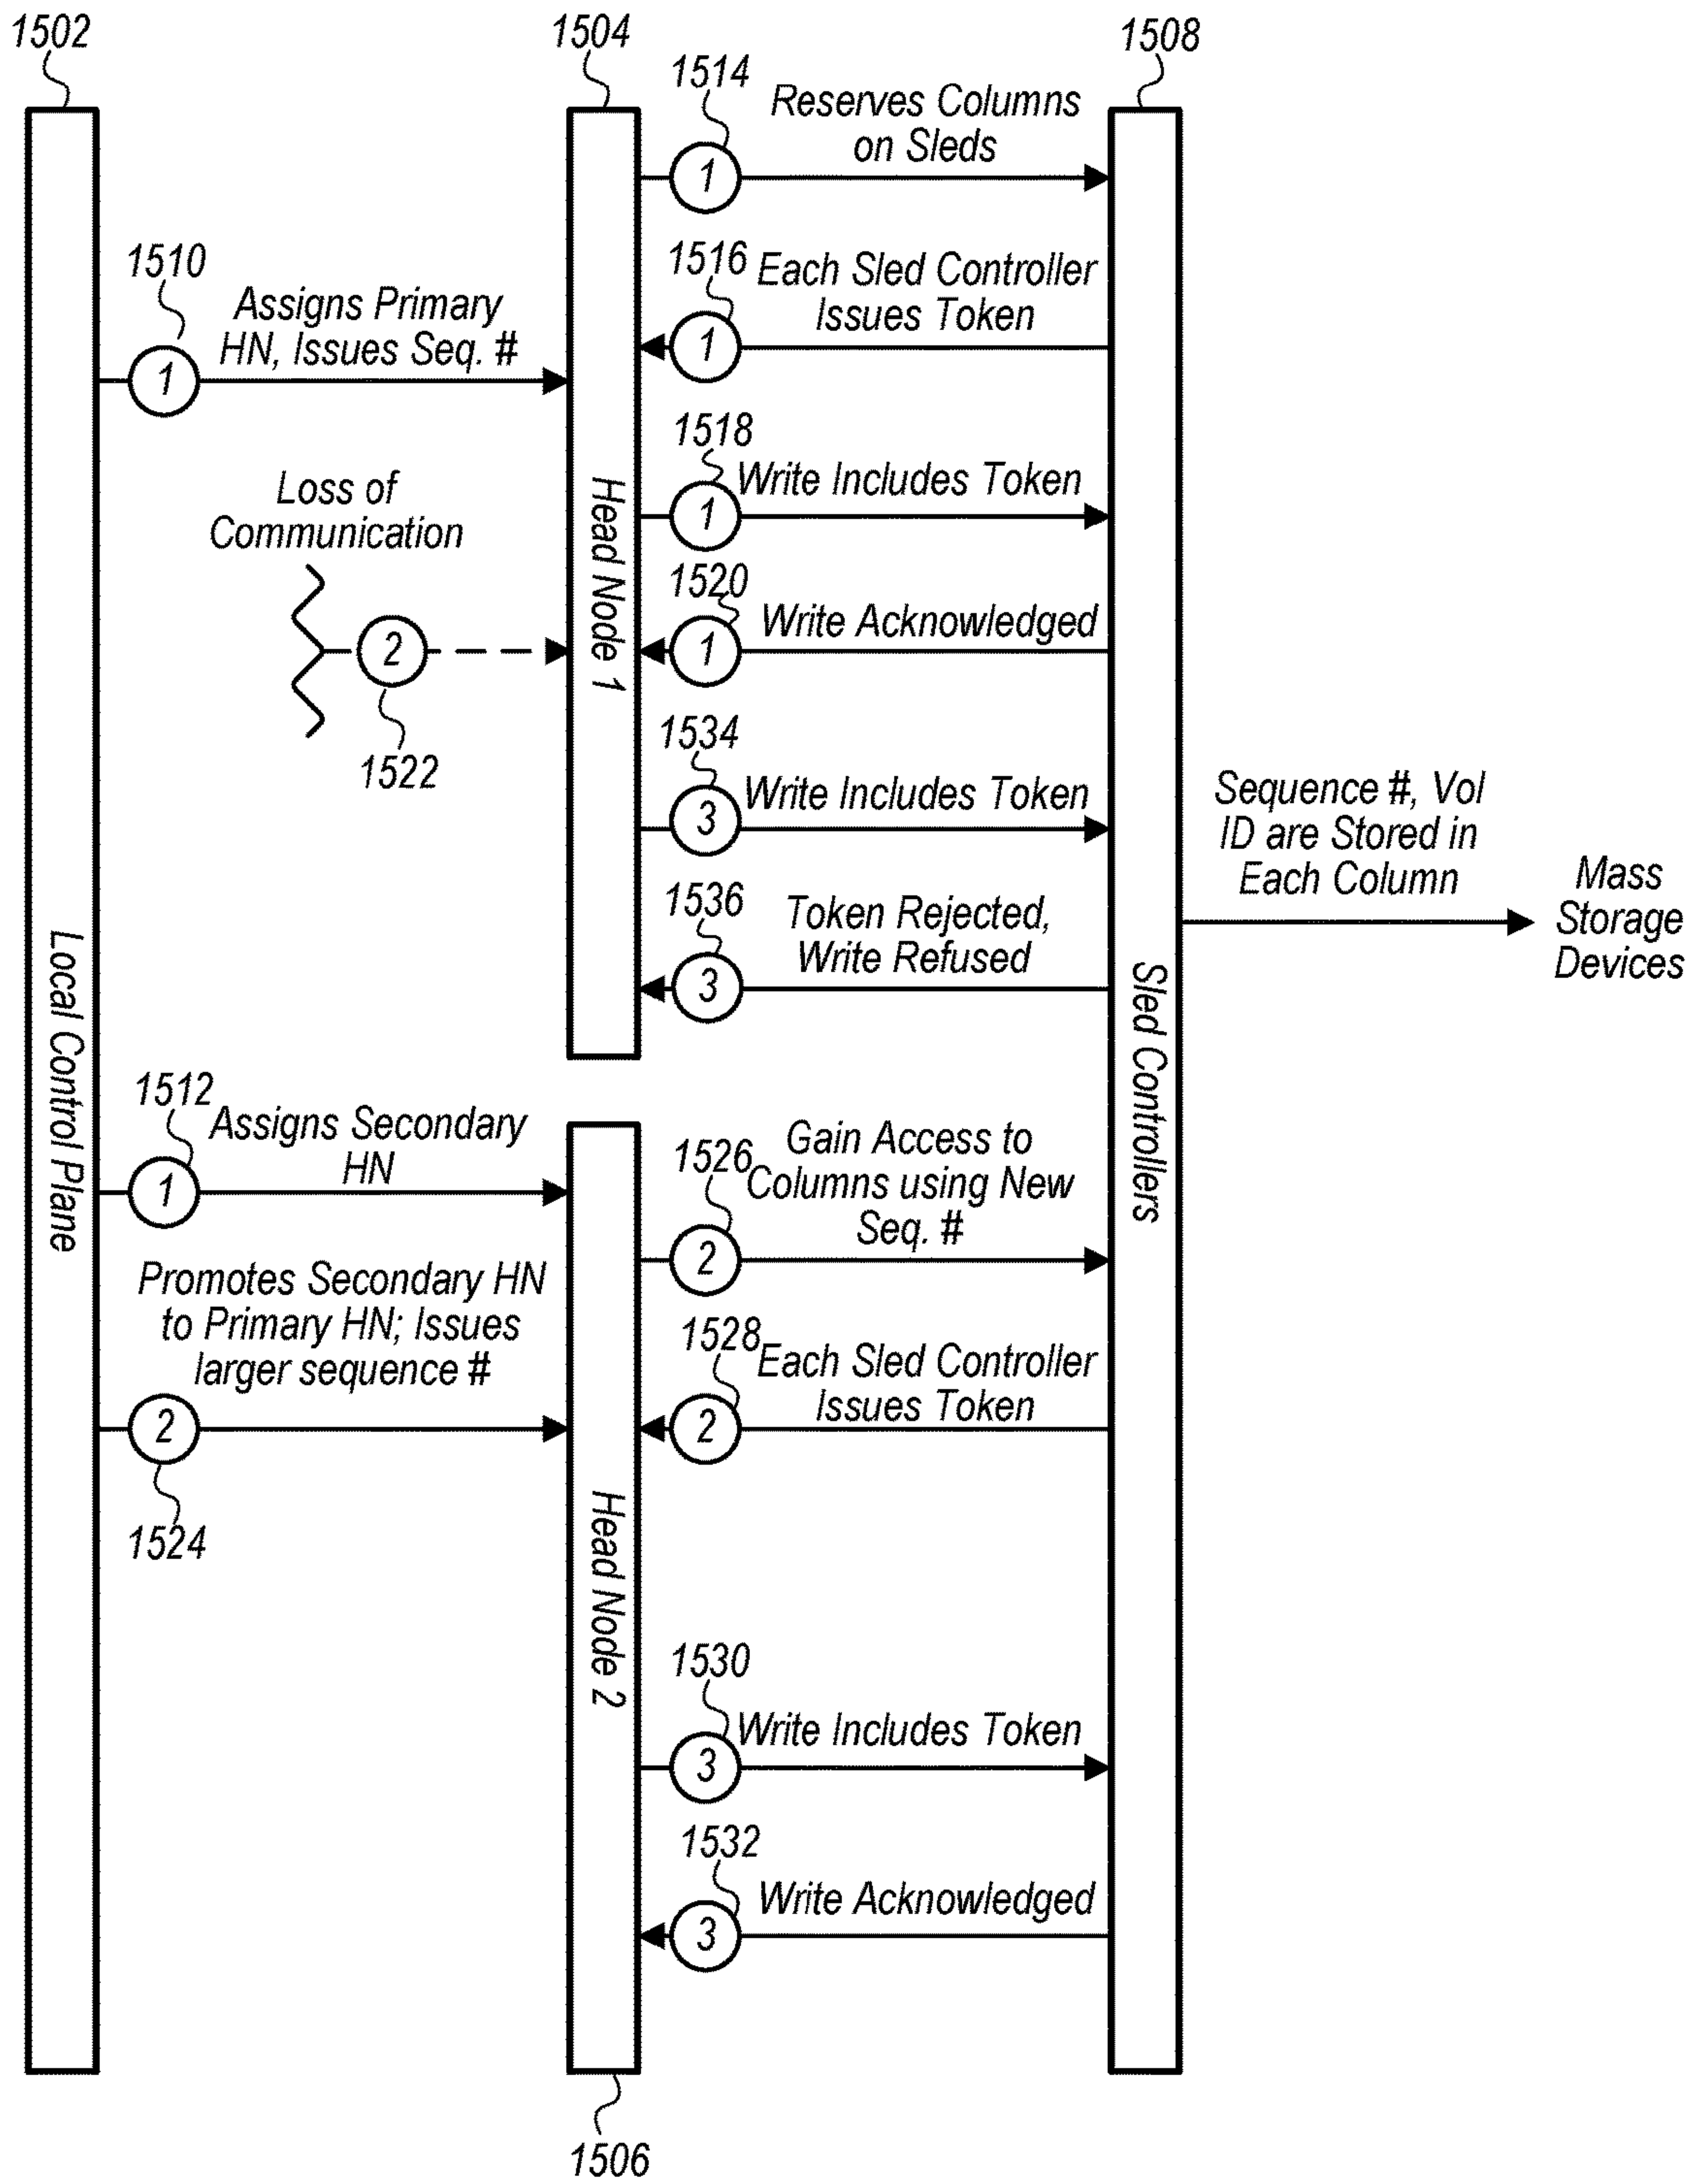 1502
1504
1508
1514
Reserves Columns
on Sleds
1
1510
Assigns Primary
HN, Issues Seq. #
1
1516
Each Sled Controller
Issues Token
1
1518
Write Includes Token
1
Loss of
Communication
2
1522
1520
Write Acknowledged
1
Head Node 1
1534
Write Includes Token
3
1536
Token Rejected,
Write Refused
3
Sequence #, Vol
ID are Stored in
Each Column
Mass
Storage
Devices
Local Control Plane
Sled Controllers
1512
Assigns Secondary
HN
1
1526
Gain Access to
Columns using New
Seq. #
2
Promotes Secondary HN
to Primary HN; Issues
larger sequence #
2
1524
1528
Each Sled Controller
Issues Token
2
Head Node 2
1530
Write Includes Token
3
1532
Write Acknowledged
3
1506